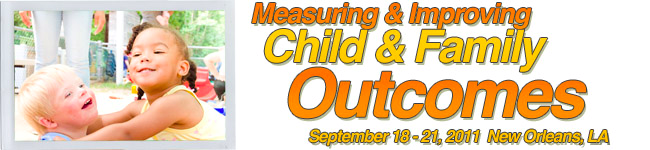 Measuring & Improving
Child & Family
Outcomes
September 18 - 21, 2011 New Orleans, LA